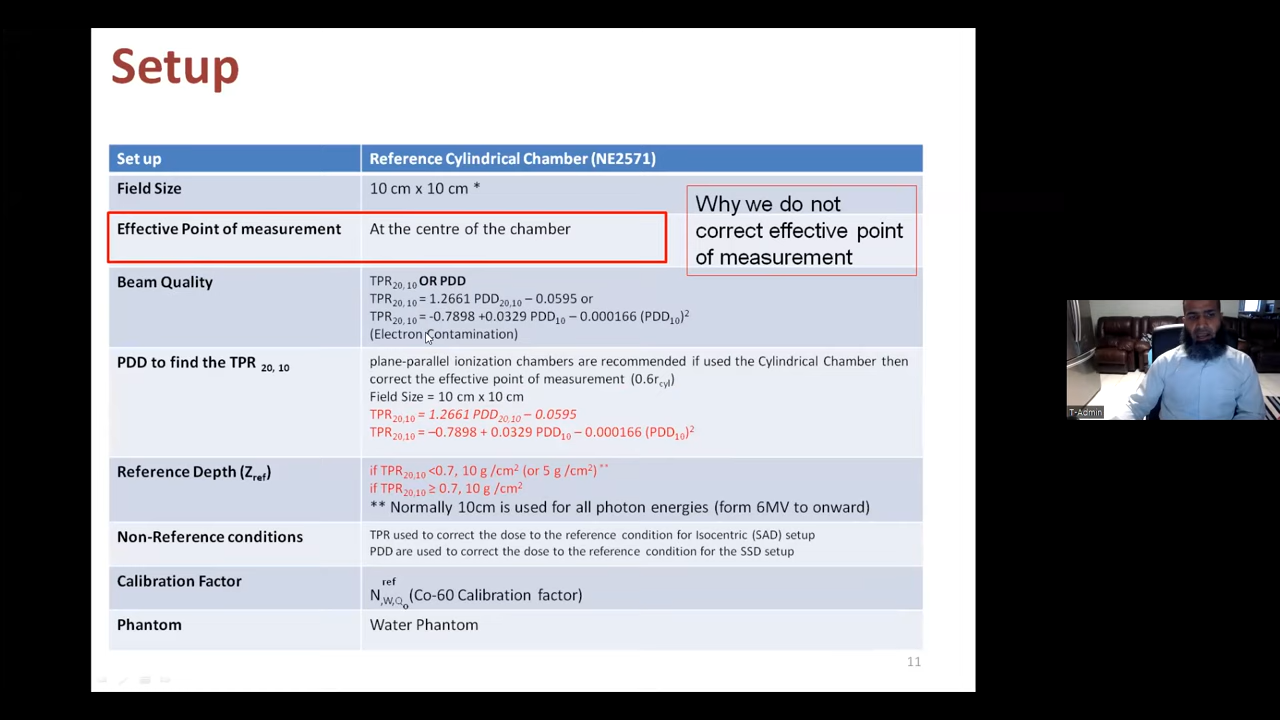 Setup
Set up
Reference Cylindrical Chamber (NE2571)
Field Size
10 cm x 10 cm *
Effective Point of measurement
At the centre of the chamber
Why we do not
correct effective point
of measurement
Beam Quality
TPR20,10 OR PDD
TPR20,10 = 1.2661 PDD20,10 – 0.0595 or
TPR20,10 = -0.7898 +0.0329 PDD10 – 0.000166 (PDD10)2
(Electron Contamination)
PDD to find the TPR 20, 10
plane-parallel ionization chambers are recommended if used the Cylindrical Chamber then
correct the effective point of measurement (0.6rcyl)
Field Size = 10 cm x 10 cm
TPR20,10 = 1.2661 PDD20,10 – 0.0595
TPR20,10 = –0.7898 + 0.0329 PDD10 – 0.000166 (PDD10)2
Reference Depth (Zref)
if TPR20,10 <0.7, 10 g /cm2 (or 5 g /cm2) **
if TPR20,10 ≥ 0.7, 10 g /cm2
** Normally 10cm is used for all photon energies (form 6MV to onward)
Non-Reference conditions
TPR used to correct the dose to the reference condition for Isocentric (SAD) setup
PDD are used to correct the dose to the reference condition for the SSD setup
Calibration Factor
ref
N,W,Qo(Co-60 Calibration factor)
Phantom
Water Phantom
11
T-Admin